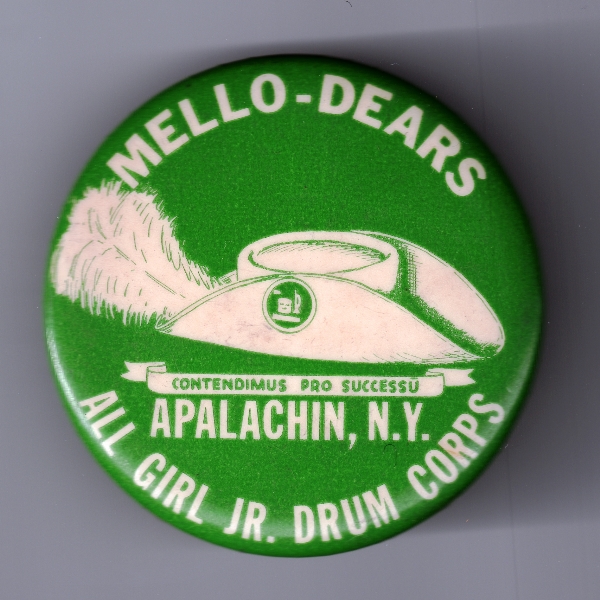 MELLO-DEARS
CONTENDIMUS PRO SUCCESSU
APALACHIN, N.Y.
ALL GIRL JR. DRUM CORPS